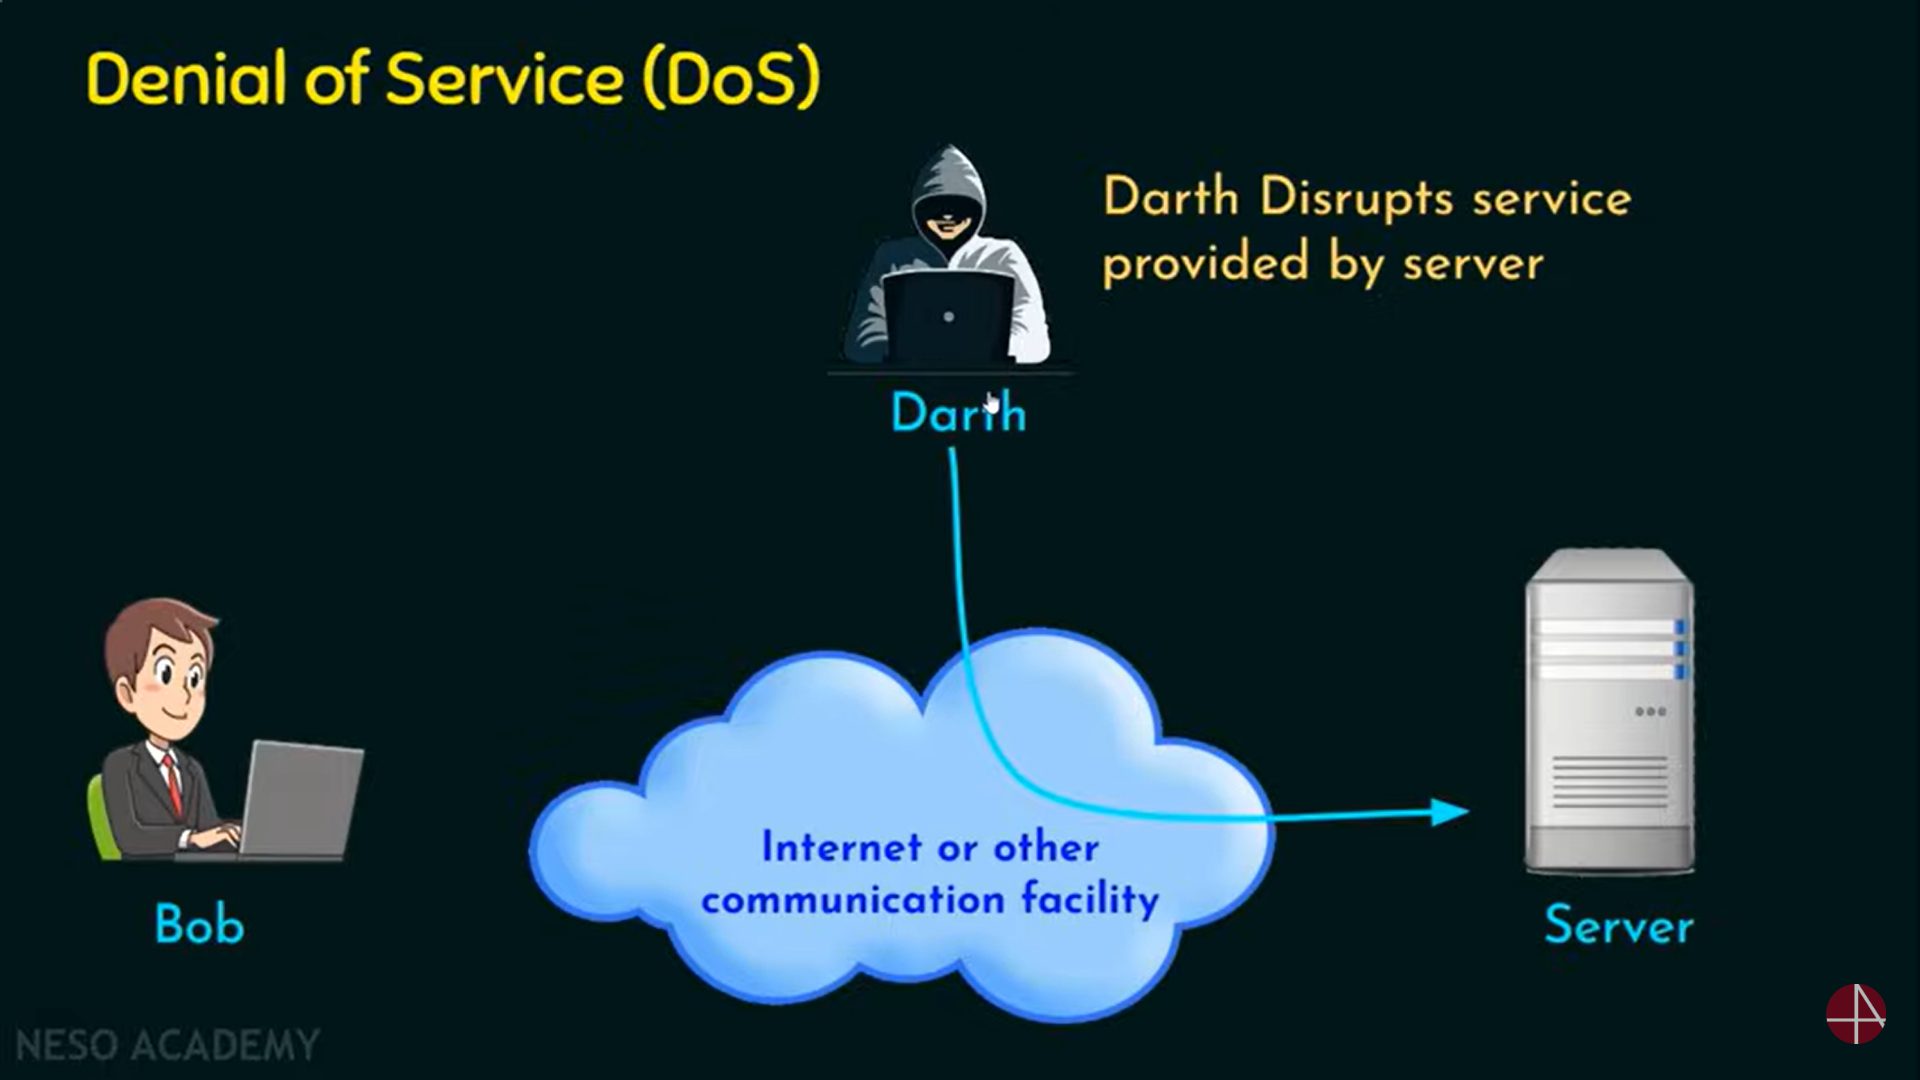 Denial of Service (DoS)
Darth Disrupts service
provided by server
Darth
Internet or other
communication facility
Bob
Server
NESO ACADEMY